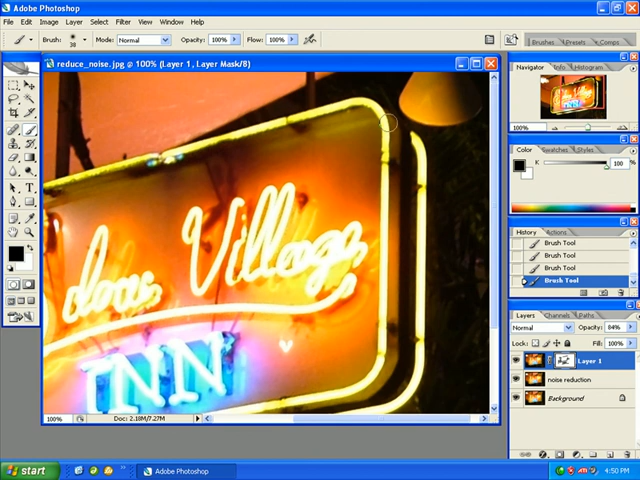 Adobe Photoshop
File Edit Image Layer Select Filter View Window Help
Brush: 38 Mode: Normal Opacity: 100% Flow: 100%
Brushes Presets Comps
reduce_noise.jpg @ 100% (Layer 1, Layer Mask/8)
Navigator Info Histogram
100%
Color Swatches Styles
K 100 %
History Actions
Brush Tool
Brush Tool
Brush Tool
Brush Tool
Layers Channels Paths
Normal Opacity: 84%
Lock: Fill: 100%
Layer 1
noise reduction
Background
Village
INN
100% Doc: 2.18M/7.27M
start Adobe Photoshop 4:50 PM